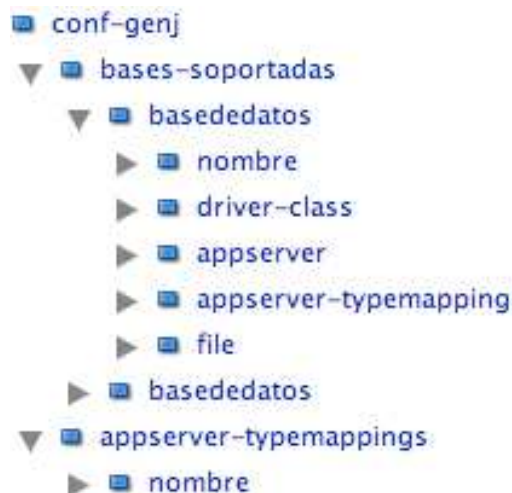 conf-genj
bases-soportadas
basededatos
nombre
driver-class
appserver
appserver-typemapping
file
basededatos
appserver-typemappings
nombre